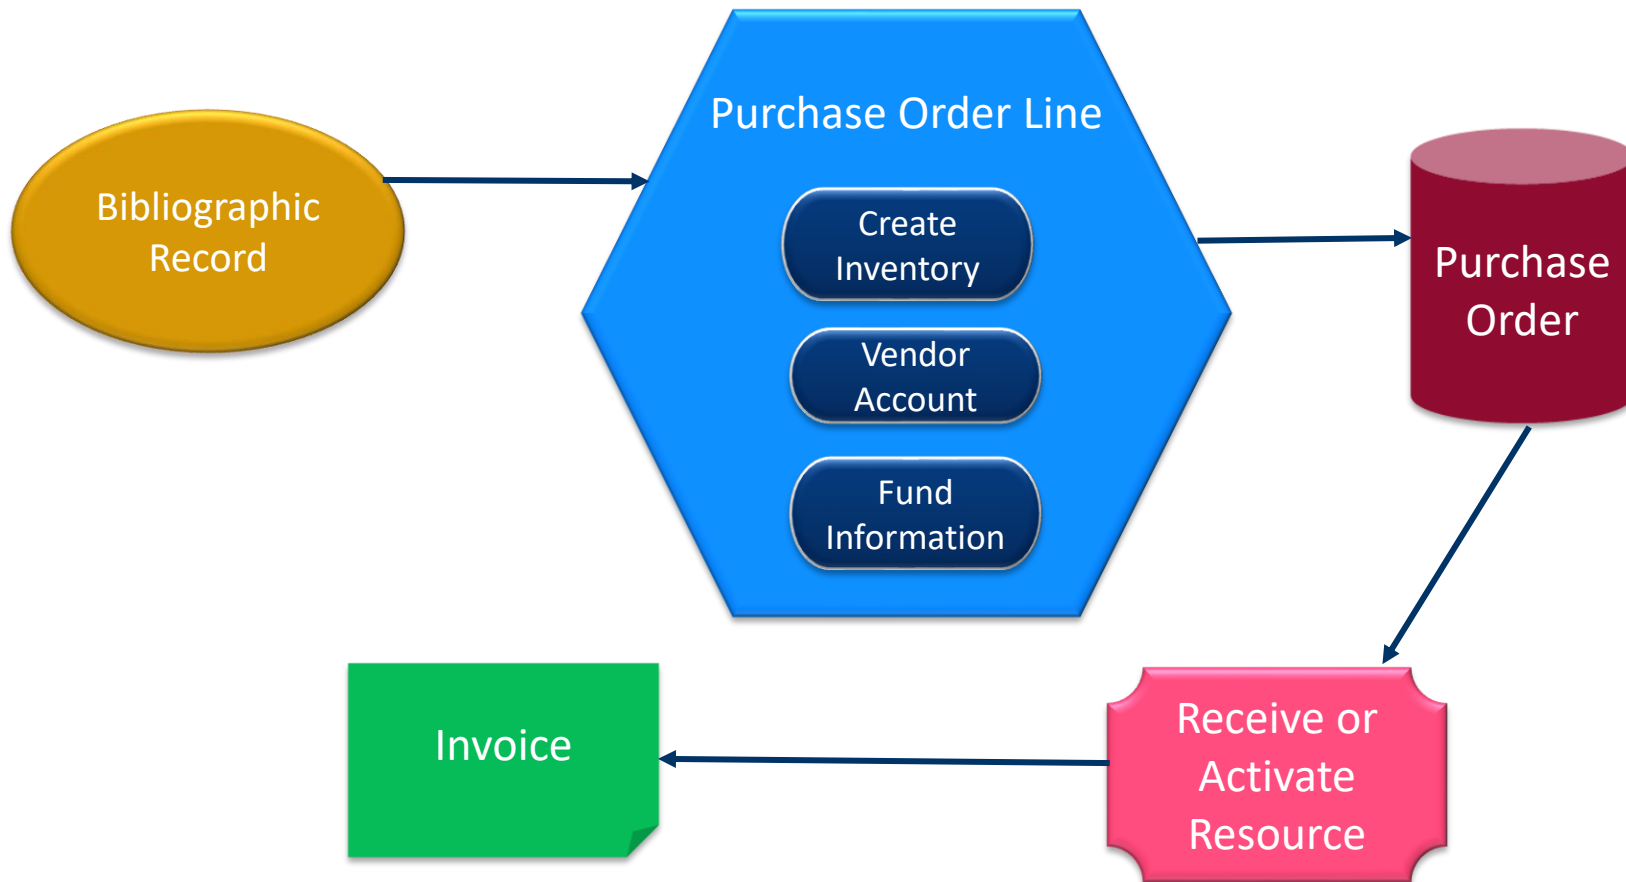 Bibliographic
Record
Purchase Order Line
Create
Inventory
Vendor
Account
Fund
Information
Purchase
Order
Receive or
Activate
Resource
Invoice